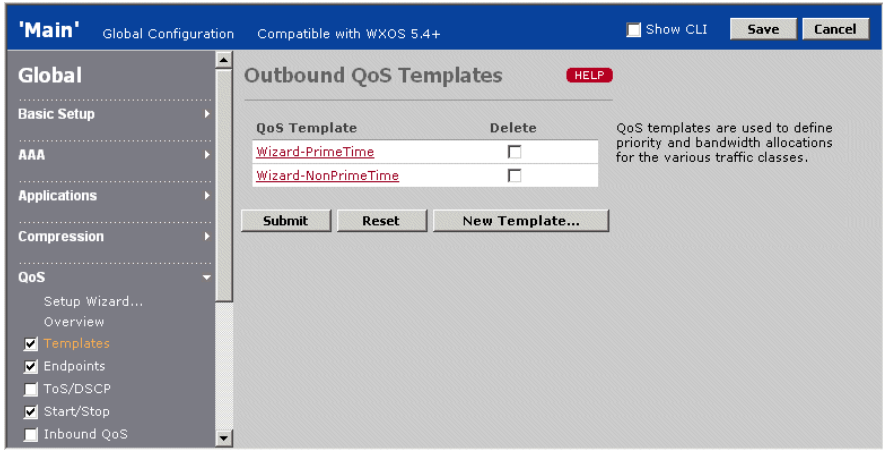 'Main' Global Configuration Compatible with WXOS 5.4+ Show CLI Save Cancel
Global
Basic Setup
AAA
Applications
Compression
QoS
Setup Wizard...
Overview
Templates
Endpoints
ToS/DSCP
Start/Stop
Inbound QoS
Outbound QoS Templates HELP
QoS Template Delete
Wizard-PrimeTime
Wizard-NonPrimeTime
Submit Reset New Template...
QoS templates are used to define
priority and bandwidth allocations
for the various traffic classes.